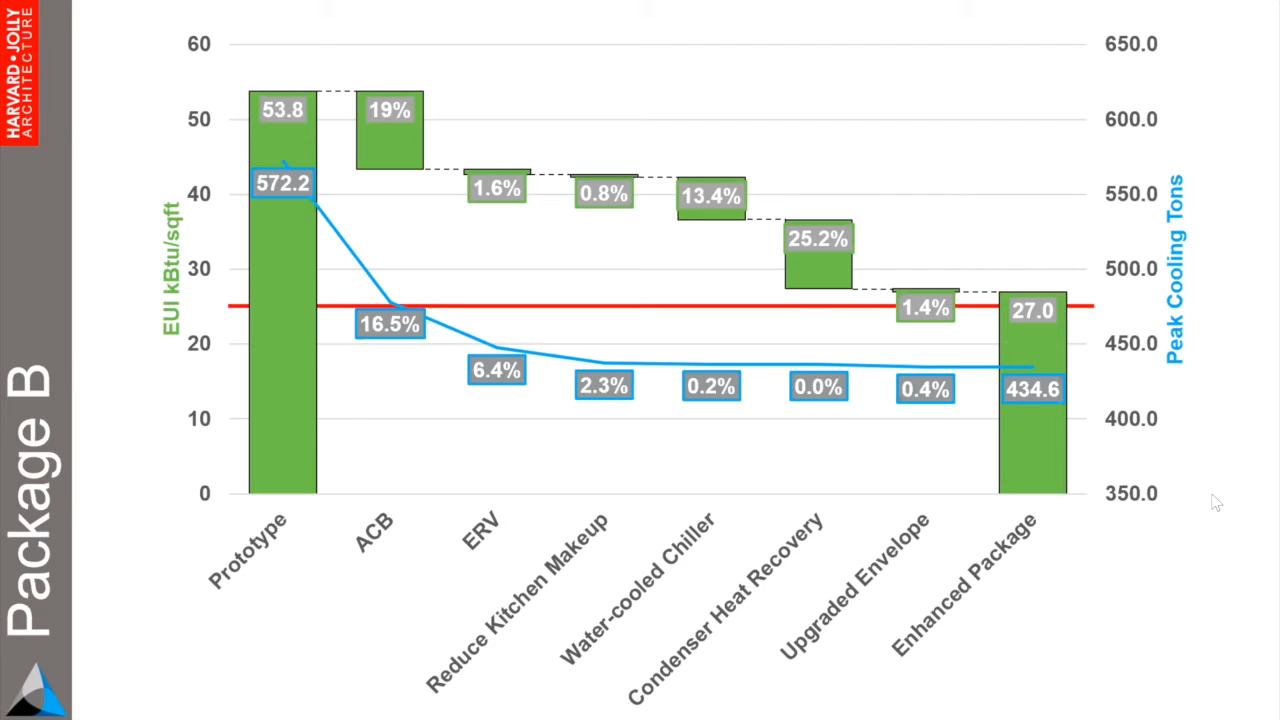 HARVARD•JOLLY
ARCHITECTURE
Package B
EUI kBtu/sqft
60
50
40
30
20
10
0
53.8
19%
1.6%
0.8%
13.4%
25.2%
1.4%
27.0
572.2
16.5%
6.4%
2.3%
0.2%
0.0%
0.4%
434.6
650.0
600.0
550.0
500.0
450.0
400.0
350.0
Peak Cooling Tons
Prototype
ACB
ERV
Reduce Kitchen Makeup
Water-cooled Chiller
Condenser Heat Recovery
Upgraded Envelope
Enhanced Package